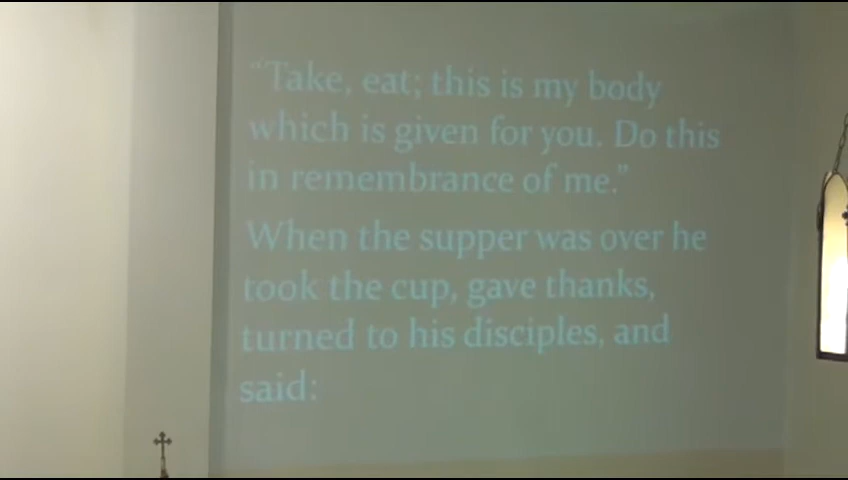 “Take, eat; this is my body
which is given for you. Do this
in remembrance of me.”
When the supper was over he
took the cup, gave thanks,
turned to his disciples, and
said: